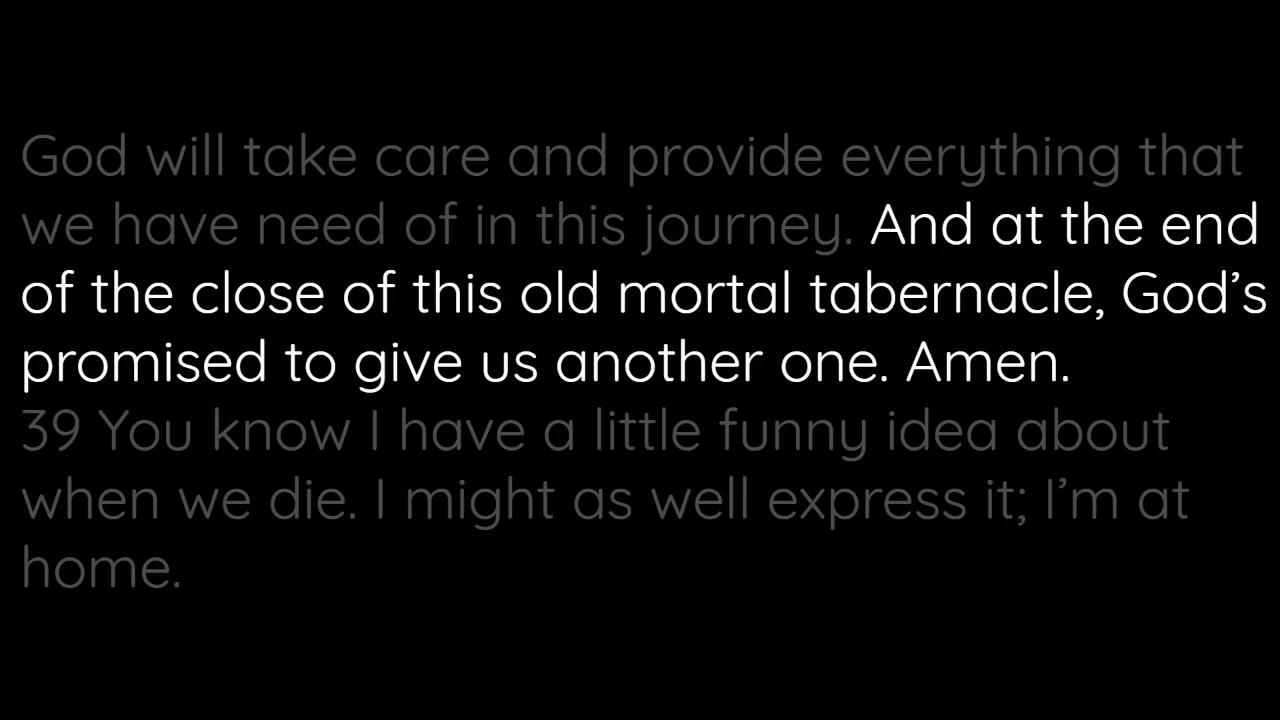 God will take care and provide everything that
we have need of in this journey. And at the end
of the close of this old mortal tabernacle, God’s
promised to give us another one. Amen.
39 You know I have a little funny idea about
when we die. I might as well express it; I’m at
home.